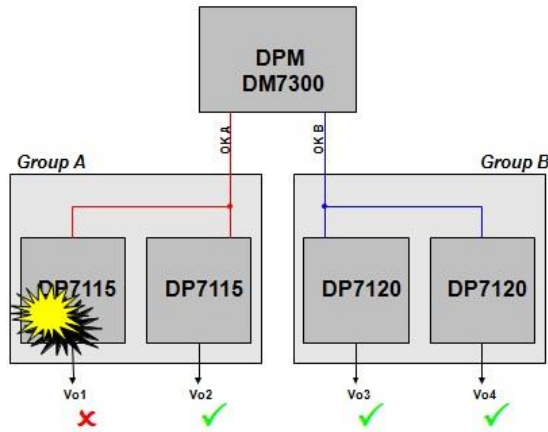 DPM
DM7300
OK A
OK B
Group A
Group B
DP7115
DP7115
DP7120
DP7120
Vo1
Vo2
Vo3
Vo4